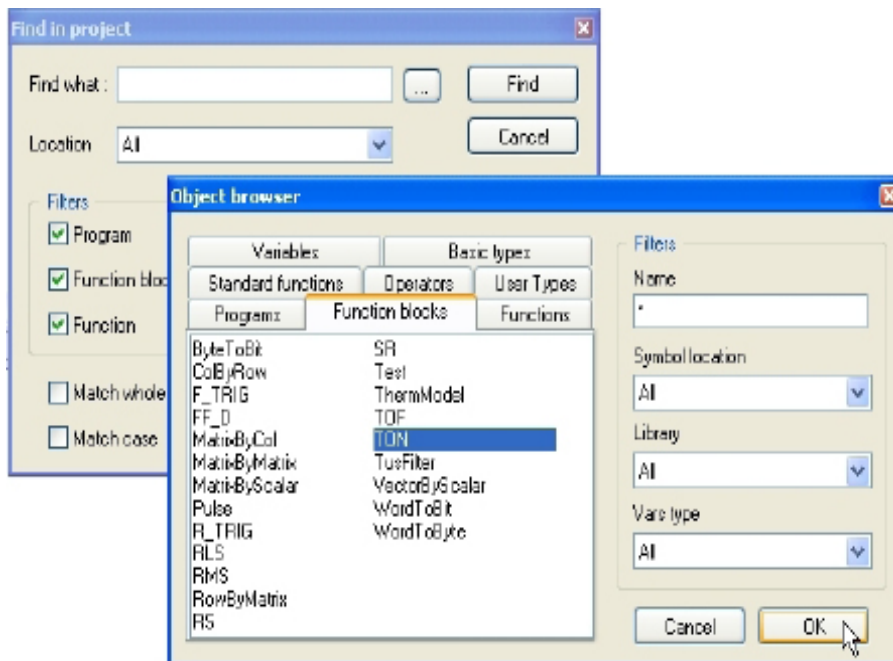 Find in project
Find what :
...
Find
Location
All
Cancel
Filters
Program
Function bloc
Function
Match whole
Match case
Object browser
Variables
Basic types
Standard functions
Operators
User Types
Programs
Function blocks
Functions
ByteToBit
ColByRow
F_TRIG
FF_D
MatrixByCol
MatrixByMatrix
MatrixByScalar
Pulse
R_TRIG
RLS
RMS
RowByMatrix
RS
SR
Test
ThermModel
TOF
TON
TusFilter
VectorByScalar
WordToBit
WordToByte
Filters
Name
*
Symbol location
All
Library
All
Vars type
All
Cancel
OK